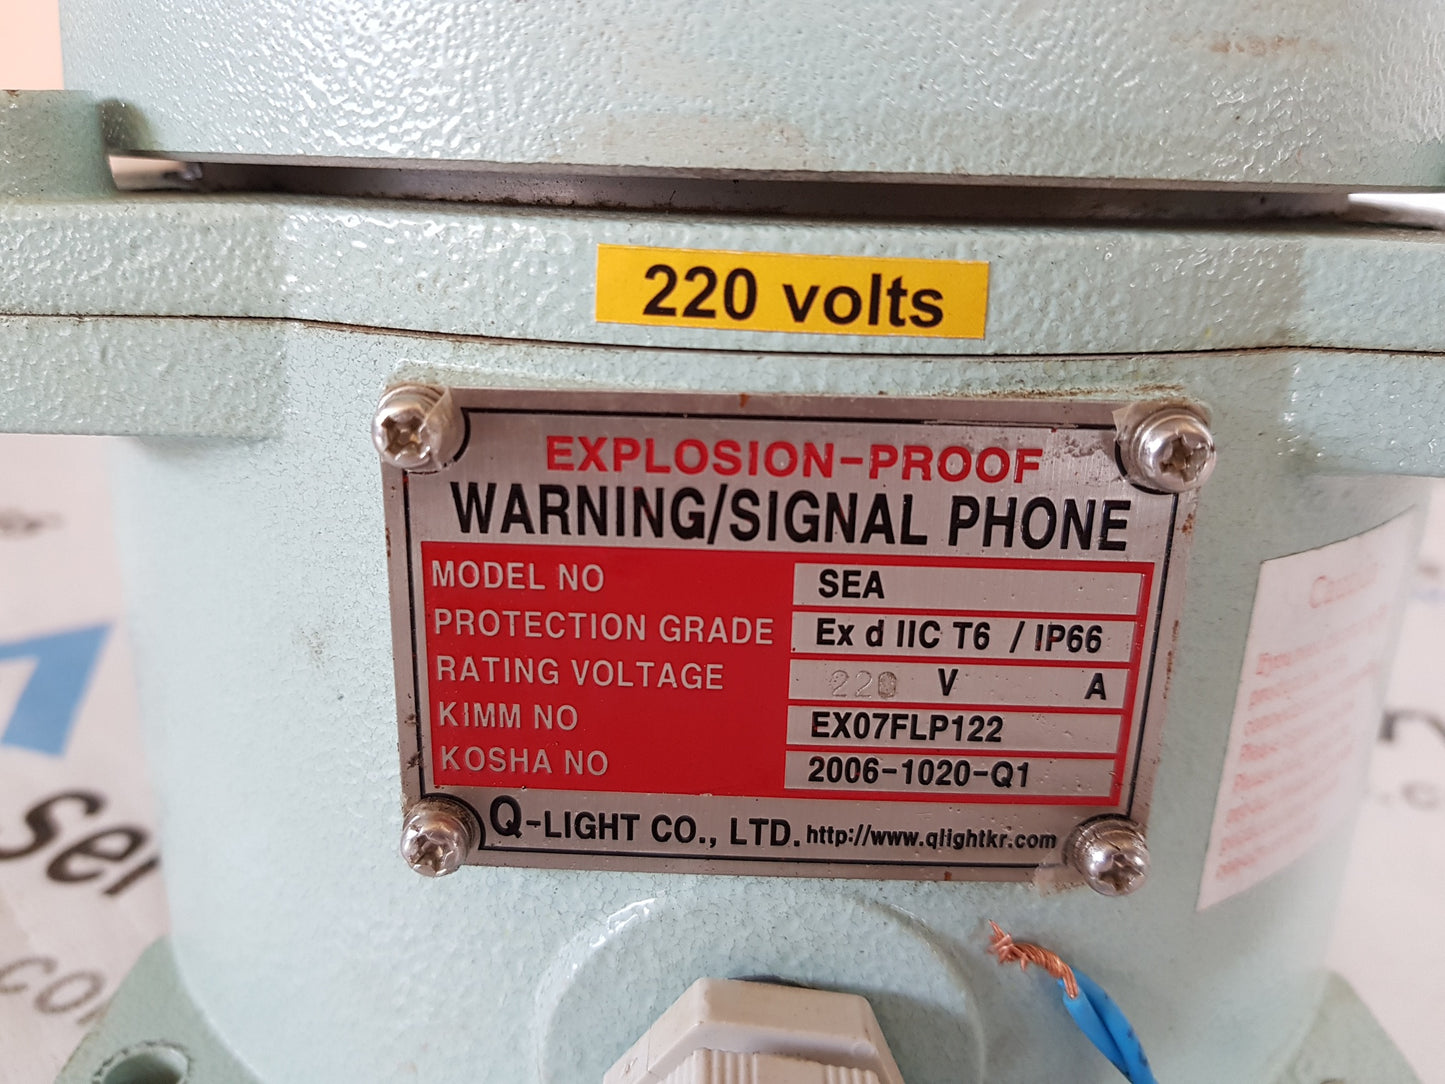 220 volts
EXPLOSION-PROOF
WARNING/SIGNAL PHONE
MODEL NO SEA
PROTECTION GRADE Ex d IIC T6 / IP66
RATING VOLTAGE 220 V A
KIMM NO EX07FLP122
KOSHA NO 2006-1020-Q1
Q-LIGHT CO., LTD. http://www.qlightkr.com